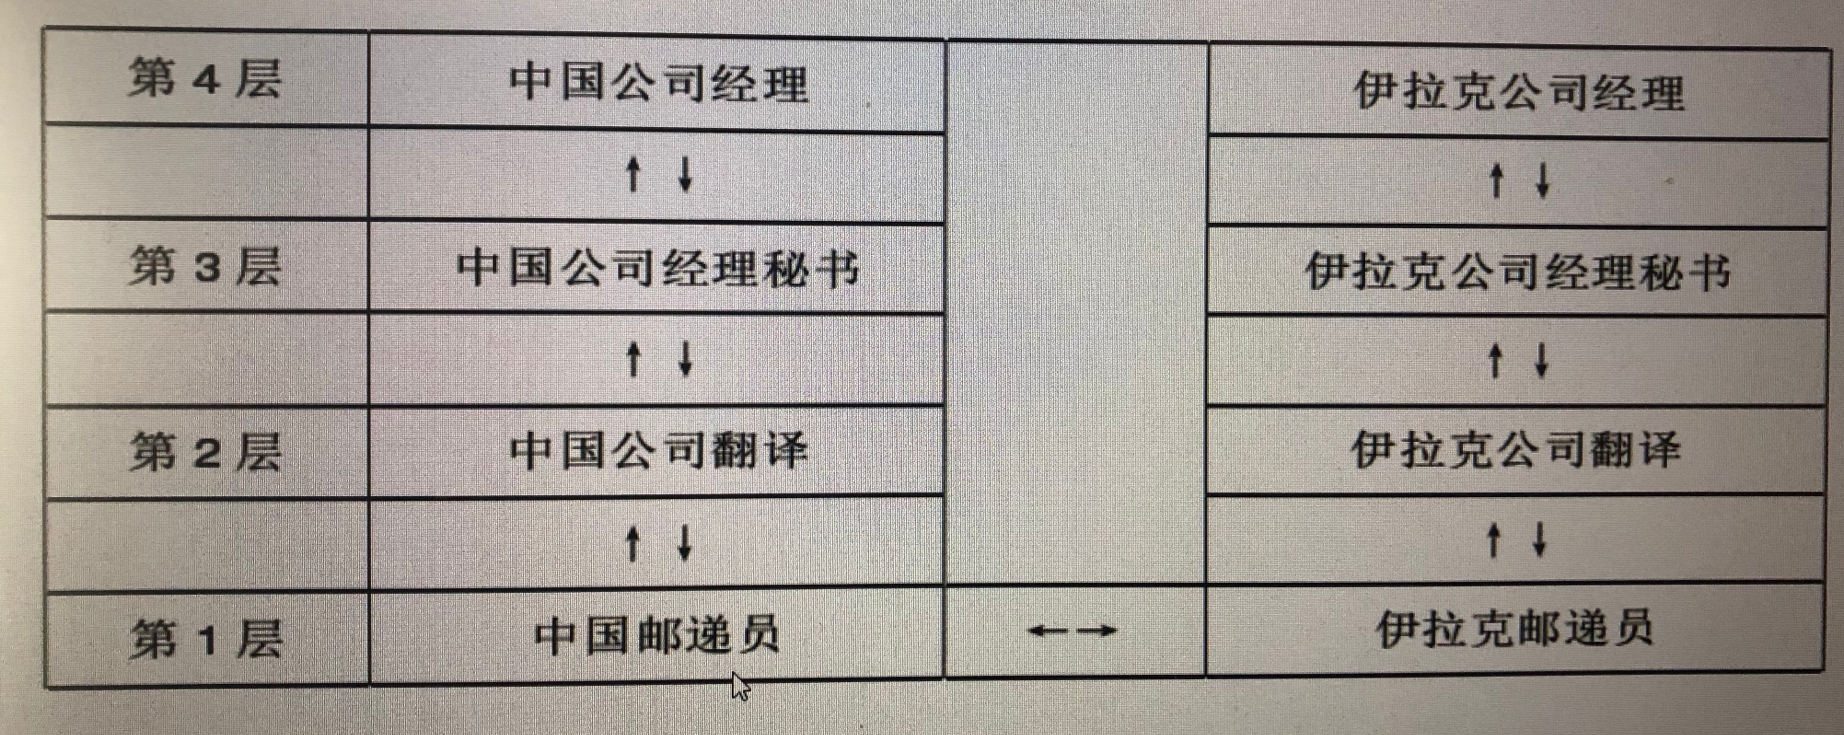 第 4 层 中国公司经理 伊拉克公司经理
↑ ↓ ↑ ↓
第 3 层 中国公司经理秘书 伊拉克公司经理秘书
↑ ↓ ↑ ↓
第 2 层 中国公司翻译 伊拉克公司翻译
↑ ↓ ↑ ↓
第 1 层 中国邮递员 ←→ 伊拉克邮递员